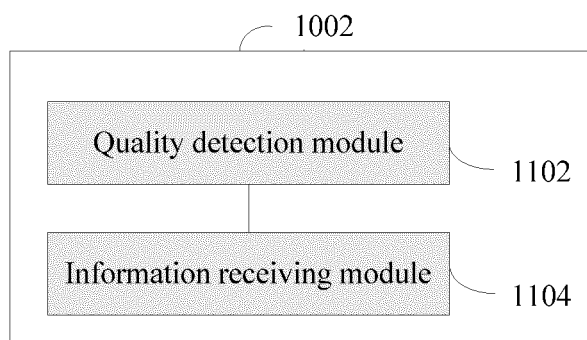 1002
Quality detection module
1102
Information receiving module
1104